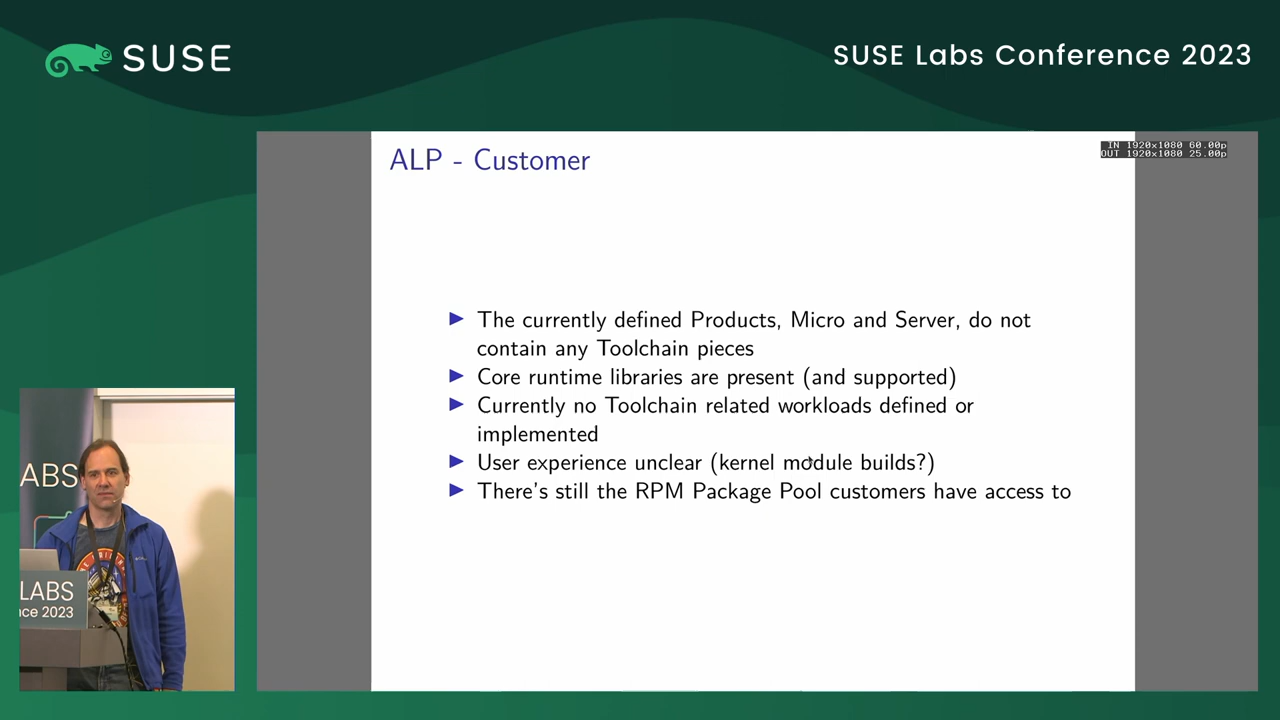 SUSE
SUSE Labs Conference 2023
ALP - Customer
IN 1920x1080 60.00p
OUT 1920x1080 25.00p
▶ The currently defined Products, Micro and Server, do not
contain any Toolchain pieces
▶ Core runtime libraries are present (and supported)
▶ Currently no Toolchain related workloads defined or
implemented
▶ User experience unclear (kernel module builds?)
▶ There's still the RPM Package Pool customers have access to
ABS
LABS
nce 2023